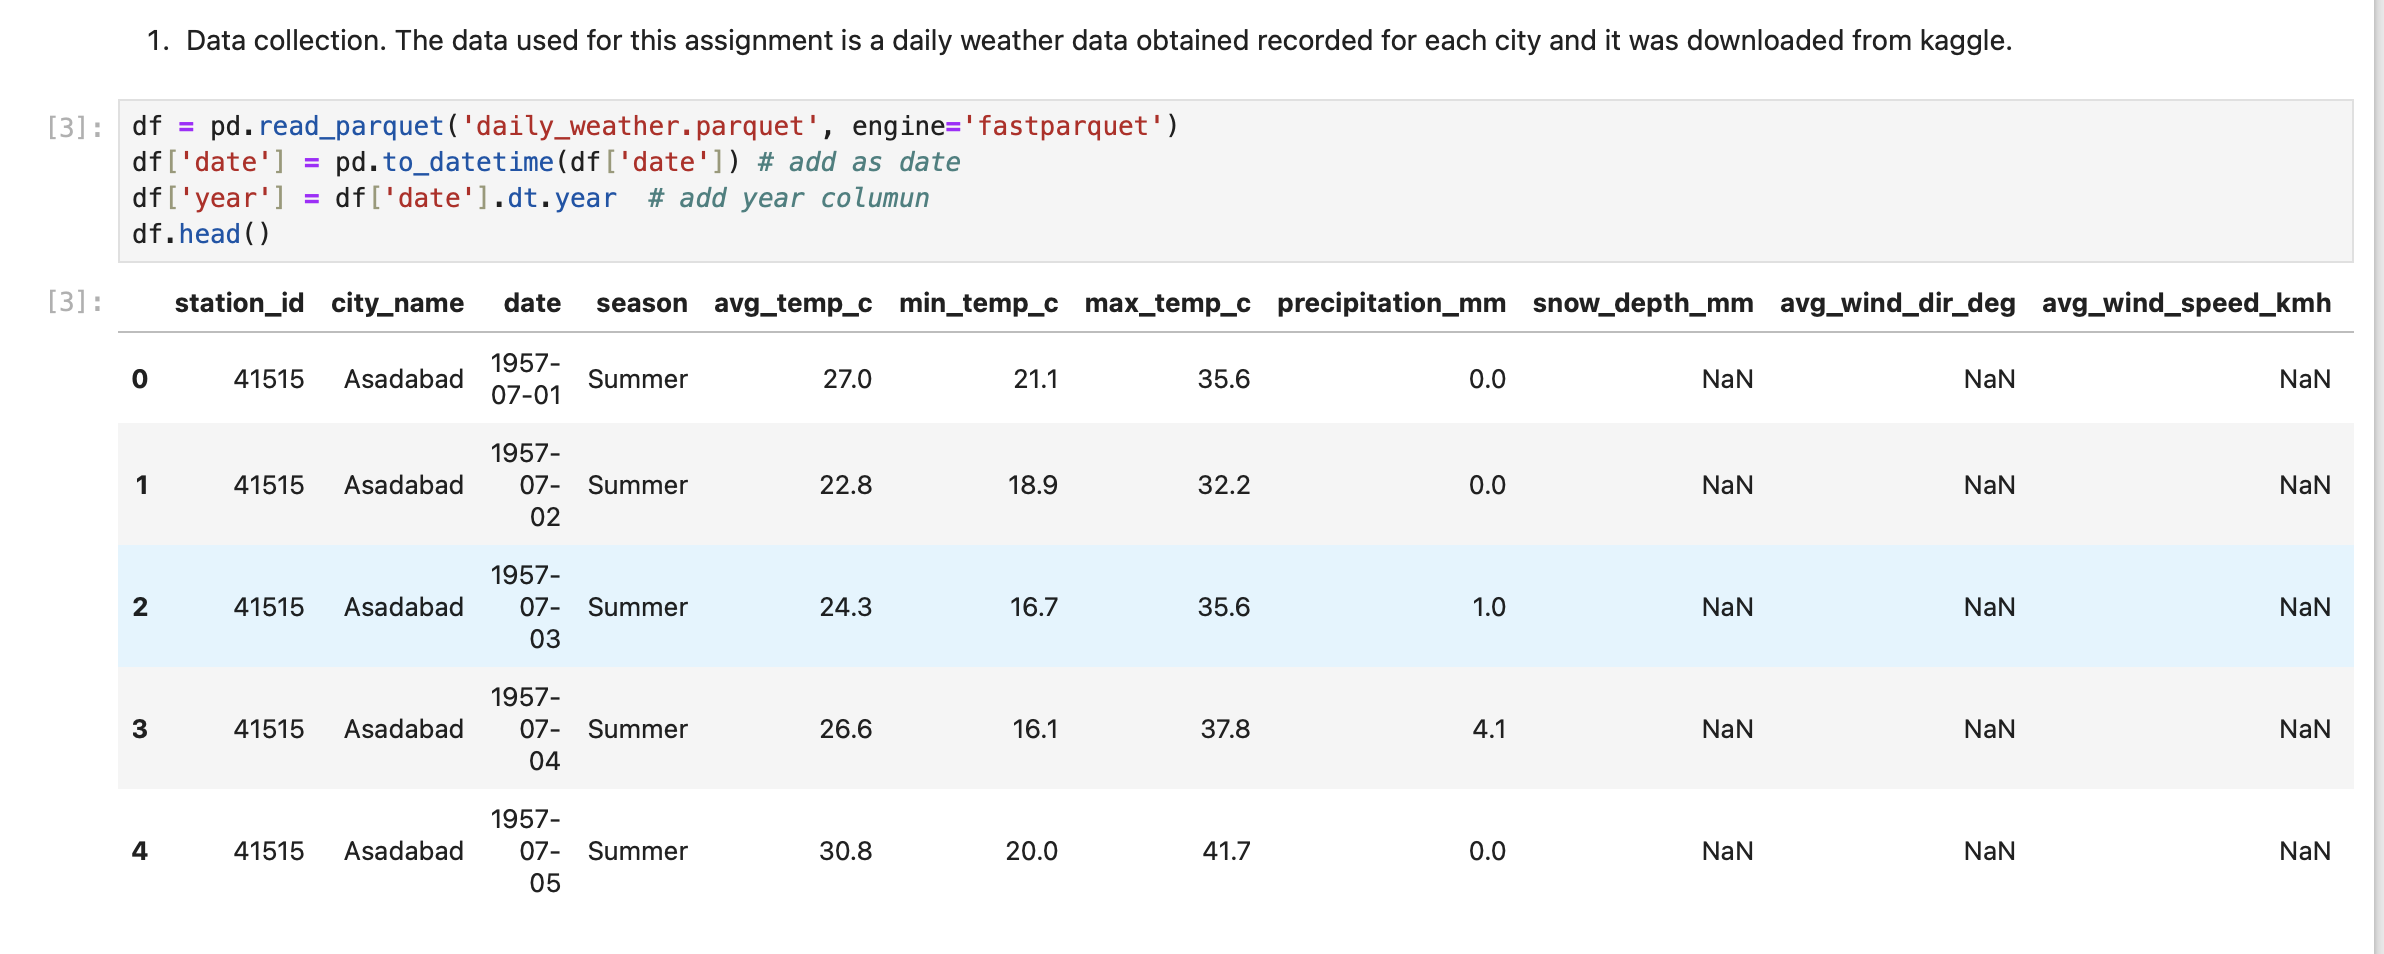 1. Data collection. The data used for this assignment is a daily weather data obtained recorded for each city and it was downloaded from kaggle.
[3]: df = pd.read_parquet('daily_weather.parquet', engine='fastparquet')
df['date'] = pd.to_datetime(df['date']) # add as date
df['year'] = df['date'].dt.year  # add year columun
df.head()
[3]: station_id city_name date season avg_temp_c min_temp_c max_temp_c precipitation_mm snow_depth_mm avg_wind_dir_deg avg_wind_speed_kmh
0 41515 Asadabad 1957-07-01 Summer 27.0 21.1 35.6 0.0 NaN NaN NaN
1 41515 Asadabad 1957-07-02 Summer 22.8 18.9 32.2 0.0 NaN NaN NaN
2 41515 Asadabad 1957-07-03 Summer 24.3 16.7 35.6 1.0 NaN NaN NaN
3 41515 Asadabad 1957-07-04 Summer 26.6 16.1 37.8 4.1 NaN NaN NaN
4 41515 Asadabad 1957-07-05 Summer 30.8 20.0 41.7 0.0 NaN NaN NaN